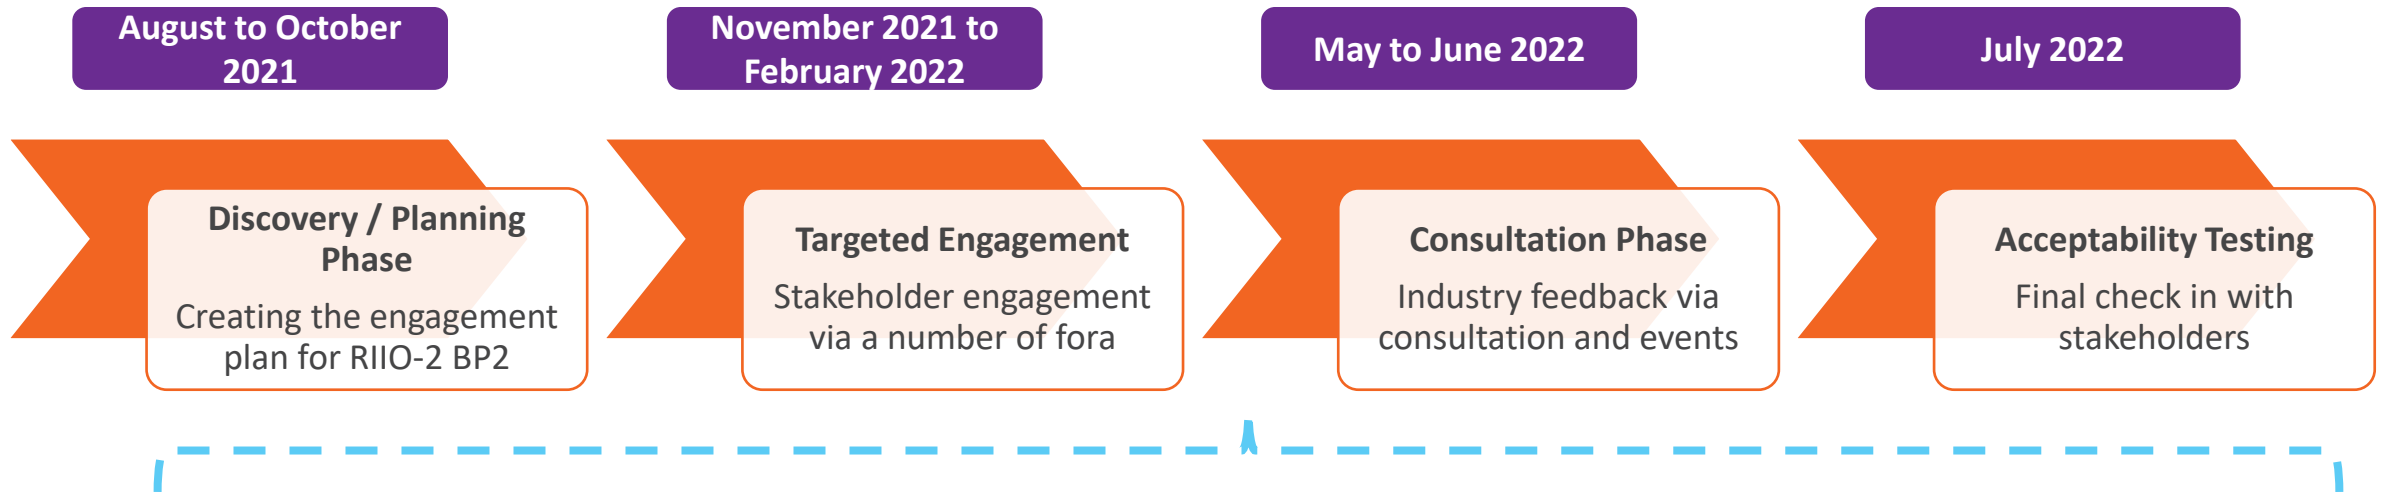 August to October
2021
November 2021 to
February 2022
May to June 2022
July 2022
Discovery / Planning
Phase
Creating the engagement
plan for RIIO-2 BP2
Targeted Engagement
Stakeholder engagement
via a number of fora
Consultation Phase
Industry feedback via
consultation and events
Acceptability Testing
Final check in with
stakeholders